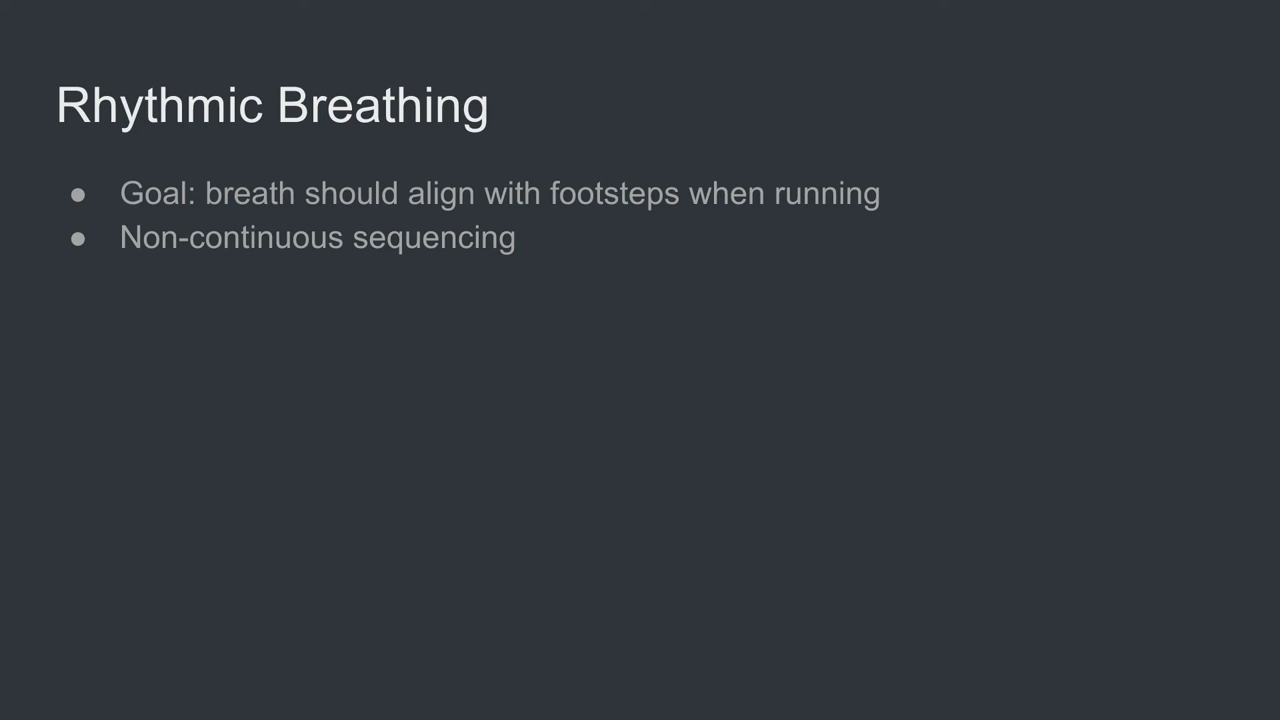 Rhythmic Breathing
● Goal: breath should align with footsteps when running
● Non-continuous sequencing